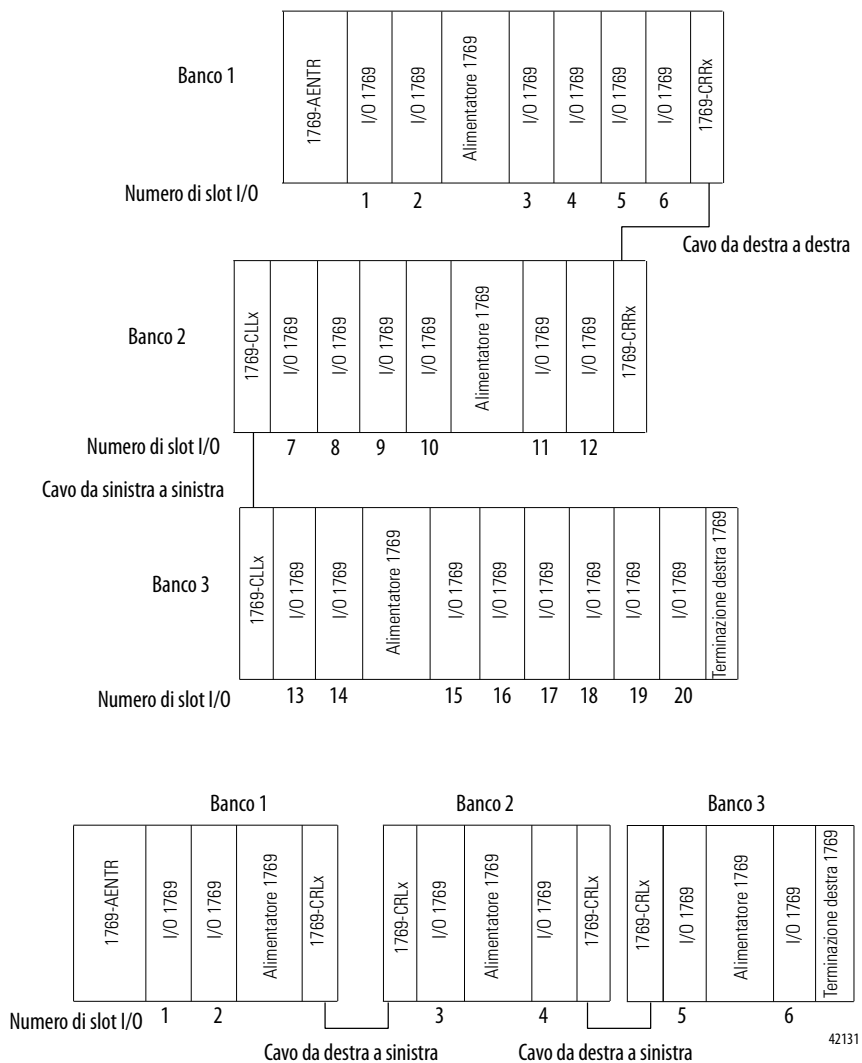 Banco 1
1769-AENTR
I/O 1769
I/O 1769
Alimentatore 1769
I/O 1769
I/O 1769
I/O 1769
I/O 1769
1769-CRRx
Numero di slot I/O
1 2 3 4 5 6
Cavo da destra a destra
Banco 2
1769-CLLx
I/O 1769
I/O 1769
I/O 1769
I/O 1769
Alimentatore 1769
I/O 1769
I/O 1769
1769-CRRx
Numero di slot I/O
7 8 9 10 11 12
Cavo da sinistra a sinistra
Banco 3
1769-CLLx
I/O 1769
I/O 1769
Alimentatore 1769
I/O 1769
I/O 1769
I/O 1769
I/O 1769
I/O 1769
I/O 1769
Terminazione destra 1769
Numero di slot I/O
13 14 15 16 17 18 19 20
Banco 1 Banco 2 Banco 3
1769-AENTR
I/O 1769
I/O 1769
Alimentatore 1769
1769-CRLx
1769-CRLx
I/O 1769
Alimentatore 1769
I/O 1769
1769-CRLx
1769-CRLx
I/O 1769
Alimentatore 1769
I/O 1769
Terminazione destra 1769
Numero di slot I/O 1 2 3 4 5 6
Cavo da destra a sinistra Cavo da destra a sinistra
42131